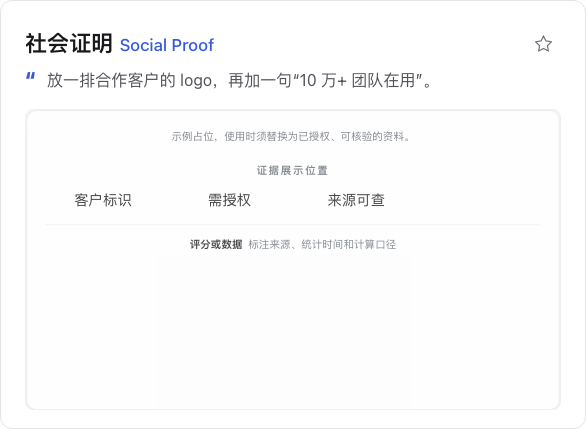 社会证明 Social Proof
“ 放一排合作客户的 logo，再加一句“10 万+ 团队在用”。
示例占位，使用时须替换为已授权、可核验的资料。
证据展示位置
客户标识 需授权 来源可查
评分或数据 标注来源、统计时间和计算口径